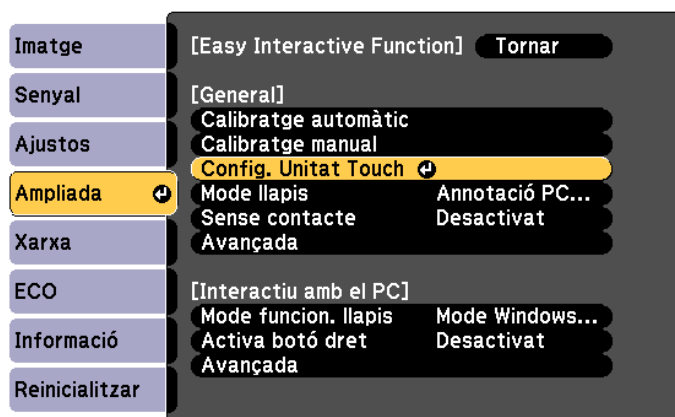 Imatge
Senyal
Ajustos
Ampliada
Xarxa
ECO
Informació
Reinicialitzar
[Easy Interactive Function] Tornar
[General]
Calibratge automàtic
Calibratge manual
Config. Unitat Touch
Mode llapis Annotació PC...
Sense contacte Desactivat
Avançada
[Interactiu amb el PC]
Mode funcion. llapis Mode Windows...
Activa botó dret Desactivat
Avançada